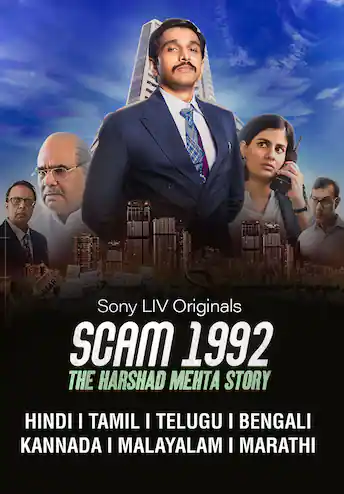 Sony LIV Originals
SCAM 1992
THE HARSHAD MEHTA STORY
HINDI I TAMIL I TELUGU I BENGALI
KANNADA I MALAYALAM I MARATHI